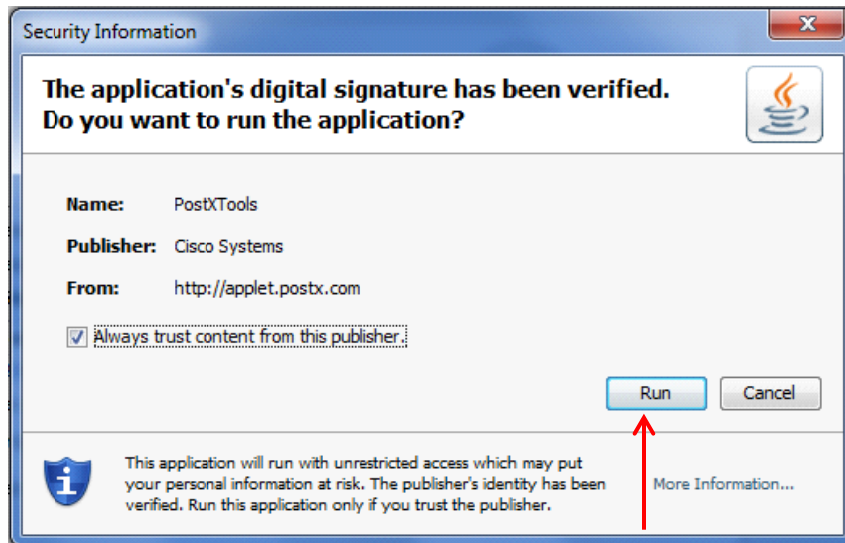 Security Information
The application's digital signature has been verified.
Do you want to run the application?
Name: PostXTools
Publisher: Cisco Systems
From: http://applet.postx.com
Always trust content from this publisher.
Run Cancel
This application will run with unrestricted access which may put
your personal information at risk. The publisher's identity has been
verified. Run this application only if you trust the publisher.
More Information...